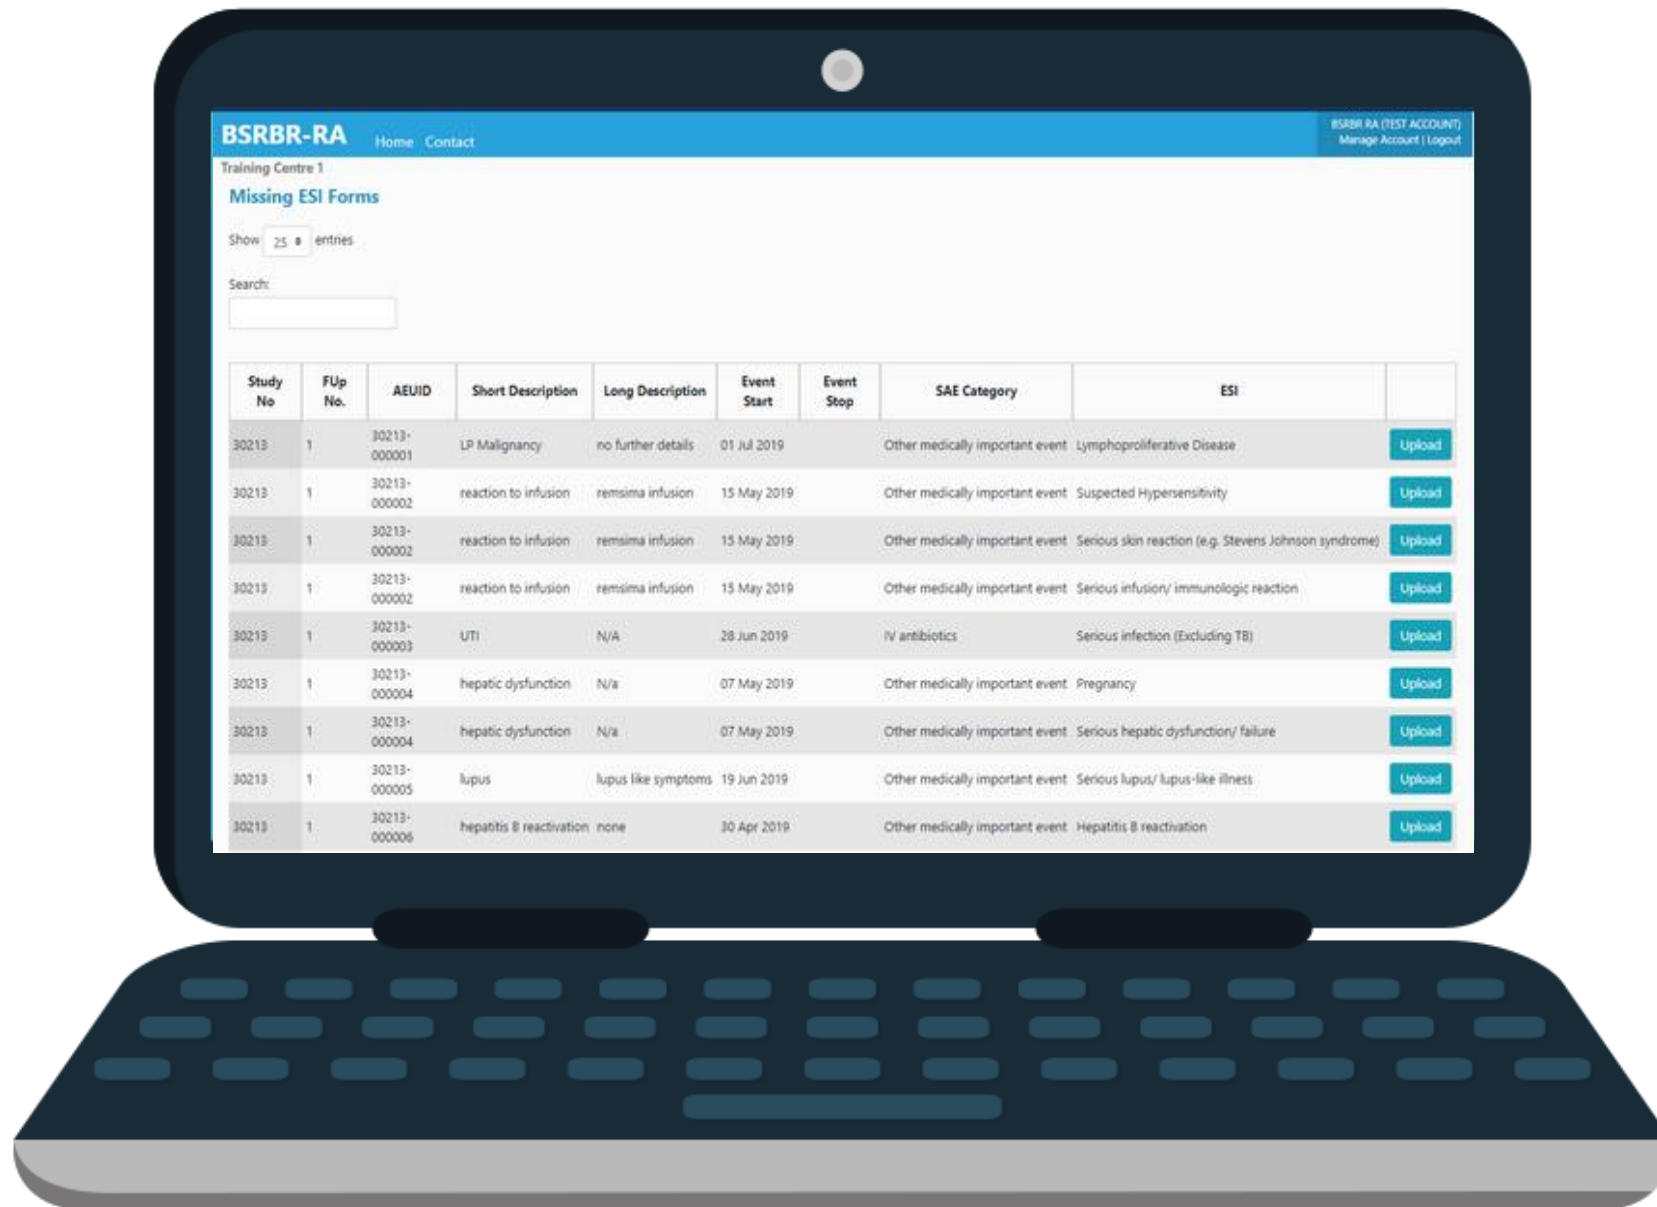 BSRBR-RA Home Contact
BSRBR RA (TEST ACCOUNT)
Manage Account | Logout
Training Centre 1
Missing ESI Forms
Show 25 entries
Search:
Study No FUp No. AEUID Short Description Long Description Event Start Event Stop SAE Category ESI
30213 1 30213-000001 LP Malignancy no further details 01 Jul 2019 Other medically important event Lymphoproliferative Disease Upload
30213 1 30213-000002 reaction to infusion remsima infusion 15 May 2019 Other medically important event Suspected Hypersensitivity Upload
30213 1 30213-000002 reaction to infusion remsima infusion 15 May 2019 Other medically important event Serious skin reaction (e.g. Stevens Johnson syndrome) Upload
30213 1 30213-000002 reaction to infusion remsima infusion 15 May 2019 Other medically important event Serious infusion/ immunologic reaction Upload
30213 1 30213-000003 UTI N/A 28 Jun 2019 IV antibiotics Serious infection (Excluding TB) Upload
30213 1 30213-000004 hepatic dysfunction N/a 07 May 2019 Other medically important event Pregnancy Upload
30213 1 30213-000004 hepatic dysfunction N/a 07 May 2019 Other medically important event Serious hepatic dysfunction/ failure Upload
30213 1 30213-000005 lupus lupus like symptoms 19 Jun 2019 Other medically important event Serious lupus/ lupus-like illness Upload
30213 1 30213-000006 hepatitis B reactivation none 30 Apr 2019 Other medically important event Hepatitis B reactivation Upload